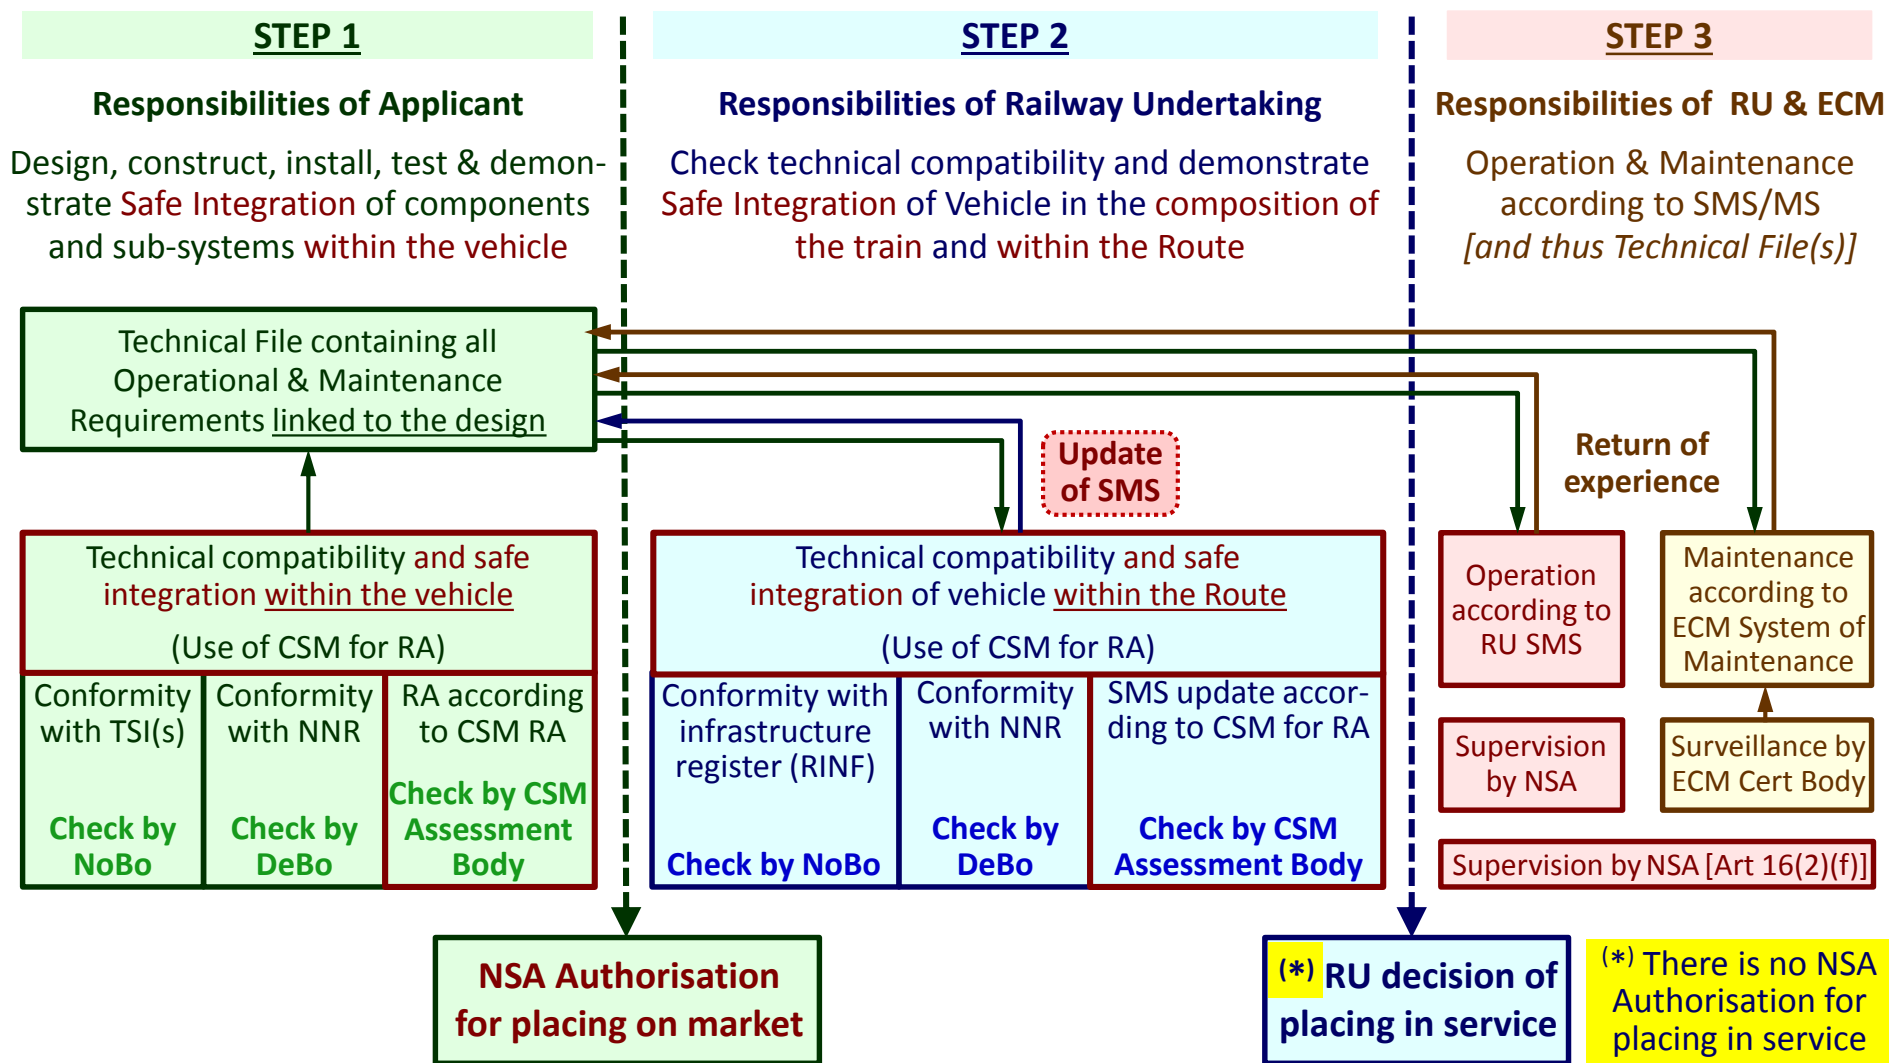 STEP 1
Responsibilities of Applicant
Design, construct, install, test & demon-
strate Safe Integration of components
and sub-systems within the vehicle
STEP 2
Responsibilities of Railway Undertaking
Check technical compatibility and demonstrate
Safe Integration of Vehicle in the composition of
the train and within the Route
STEP 3
Responsibilities of RU & ECM
Operation & Maintenance
according to SMS/MS
[and thus Technical File(s)]
Technical File containing all
Operational & Maintenance
Requirements linked to the design
Update
of SMS
Return of
experience
Technical compatibility and safe
integration within the vehicle
(Use of CSM for RA)
Conformity
with TSI(s)
Check by
NoBo
Conformity
with NNR
Check by
DeBo
RA according
to CSM RA
Check by CSM
Assessment
Body
Technical compatibility and safe
integration of vehicle within the Route
(Use of CSM for RA)
Conformity with
infrastructure
register (RINF)
Check by NoBo
Conformity
with NNR
Check by
DeBo
SMS update accor-
ding to CSM for RA
Check by CSM
Assessment Body
Operation
according to
RU SMS
Maintenance
according to
ECM System of
Maintenance
Supervision
by NSA
Surveillance by
ECM Cert Body
Supervision by NSA [Art 16(2)(f)]
NSA Authorisation
for placing on market
(*) RU decision of
placing in service
(*) There is no NSA
Authorisation for
placing in service